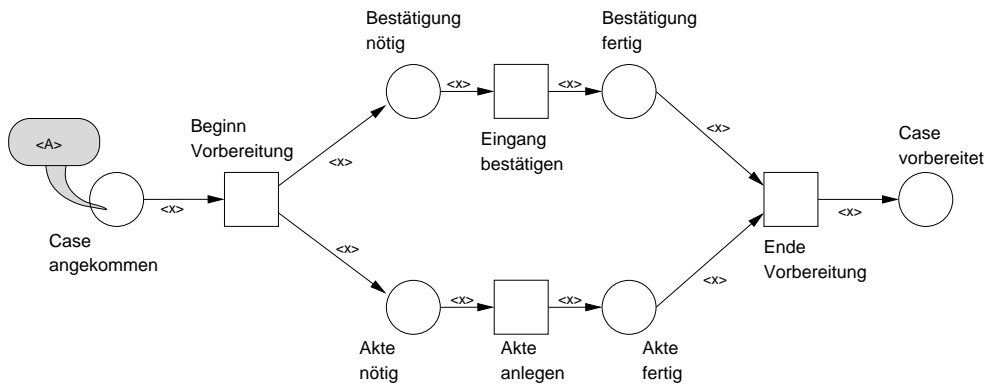 Bestätigung
nötig
Bestätigung
fertig
<x>
<x>
<x>
<A>
Beginn
Vorbereitung
Eingang
bestätigen
<x>
<x>
Case
vorbereitet
<x>
<x>
Case
angekommen
<x>
<x>
Ende
Vorbereitung
<x>
<x>
<x>
<x>
Akte
nötig
Akte
anlegen
Akte
fertig